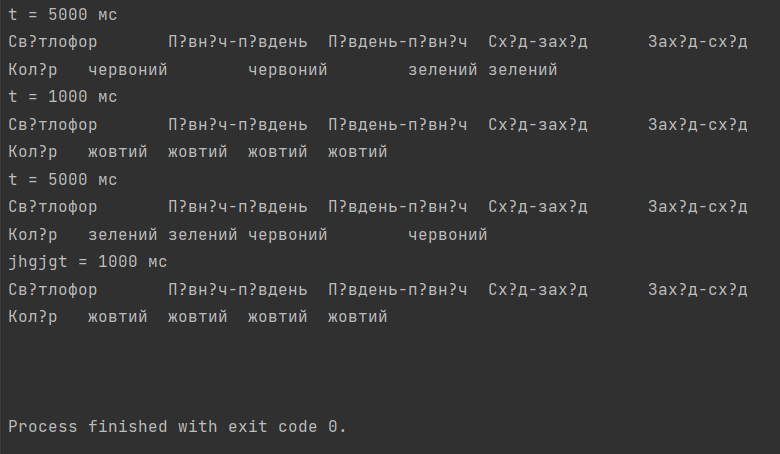 t = 5000 мс
Св?тлофор П?вн?ч-п?вдень П?вдень-п?вн?ч Сх?д-зах?д Зах?д-сх?д
Кол?р червоний червоний зелений зелений
t = 1000 мс
Св?тлофор П?вн?ч-п?вдень П?вдень-п?вн?ч Сх?д-зах?д Зах?д-сх?д
Кол?р жовтий жовтий жовтий жовтий
t = 5000 мс
Св?тлофор П?вн?ч-п?вдень П?вдень-п?вн?ч Сх?д-зах?д Зах?д-сх?д
Кол?р зелений зелений червоний червоний
jhgjgt = 1000 мс
Св?тлофор П?вн?ч-п?вдень П?вдень-п?вн?ч Сх?д-зах?д Зах?д-сх?д
Кол?р жовтий жовтий жовтий жовтий
Process finished with exit code 0.